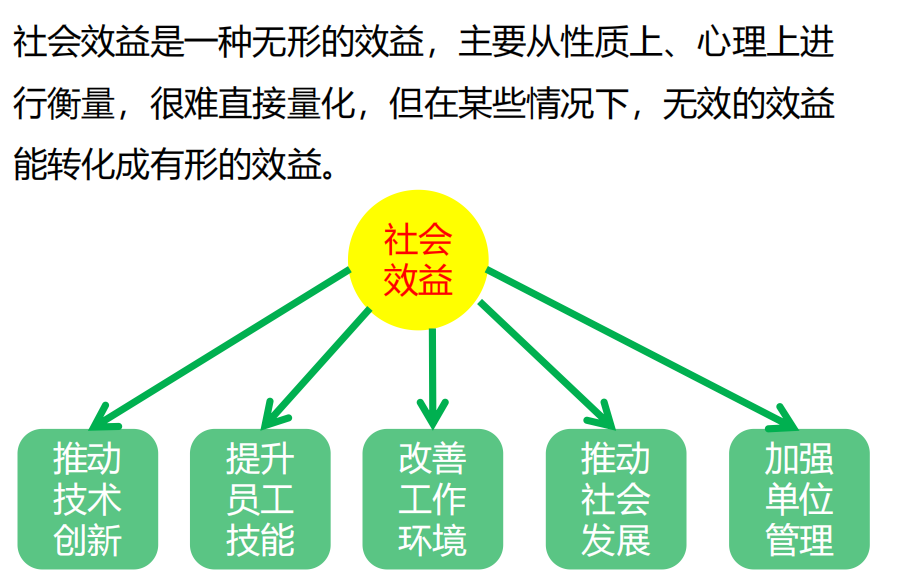 社会效益是一种无形的效益，主要从性质上、心理上进
行衡量，很难直接量化，但在某些情况下，无效的效益
能转化成有形的效益。
社会
效益
推动
技术
创新
提升
员工
技能
改善
工作
环境
推动
社会
发展
加强
单位
管理